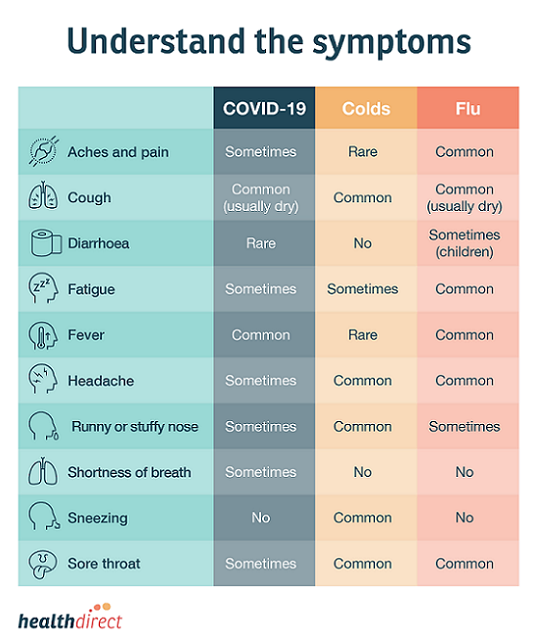 Understand the symptoms
COVID-19 Colds Flu
Aches and pain Sometimes Rare Common
Cough Common (usually dry) Common Common (usually dry)
Diarrhoea Rare No Sometimes (children)
Fatigue Sometimes Sometimes Common
Fever Common Rare Common
Headache Sometimes Common Common
Runny or stuffy nose Sometimes Common Sometimes
Shortness of breath Sometimes No No
Sneezing No Common No
Sore throat Sometimes Common Common
healthdirect